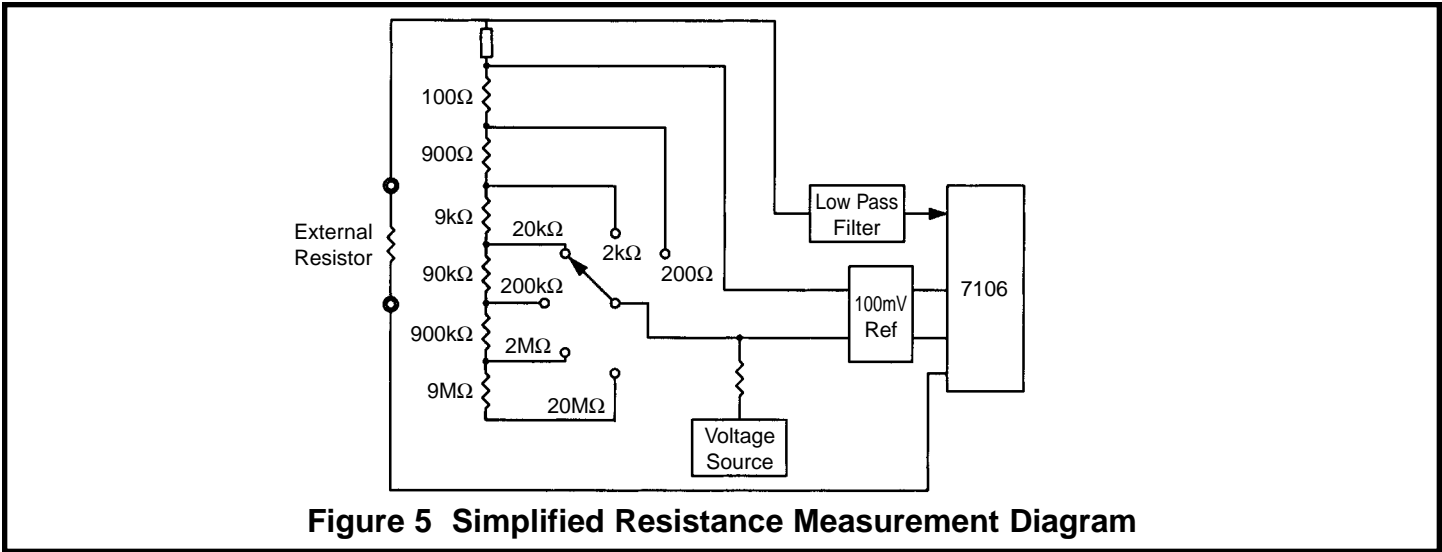 100Ω
900Ω
9kΩ
90kΩ
900kΩ
9MΩ
External
Resistor
20kΩ
2kΩ
200Ω
200kΩ
2MΩ
20MΩ
Low Pass
Filter
100mV
Ref
7106
Voltage
Source
Figure 5 Simplified Resistance Measurement Diagram